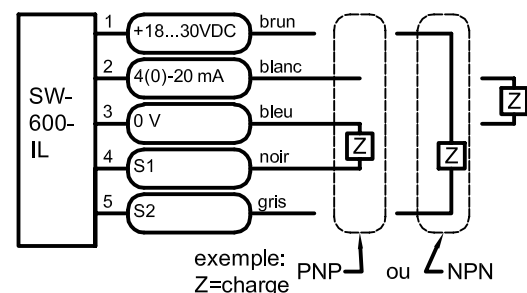 1 +18...30VDC brun
2 4(0)-20 mA blanc
SW-
600-
IL
3 0 V bleu
4 S1 noir
5 S2 gris
Z
Z
Z
exemple:
Z=charge
PNP ou NPN